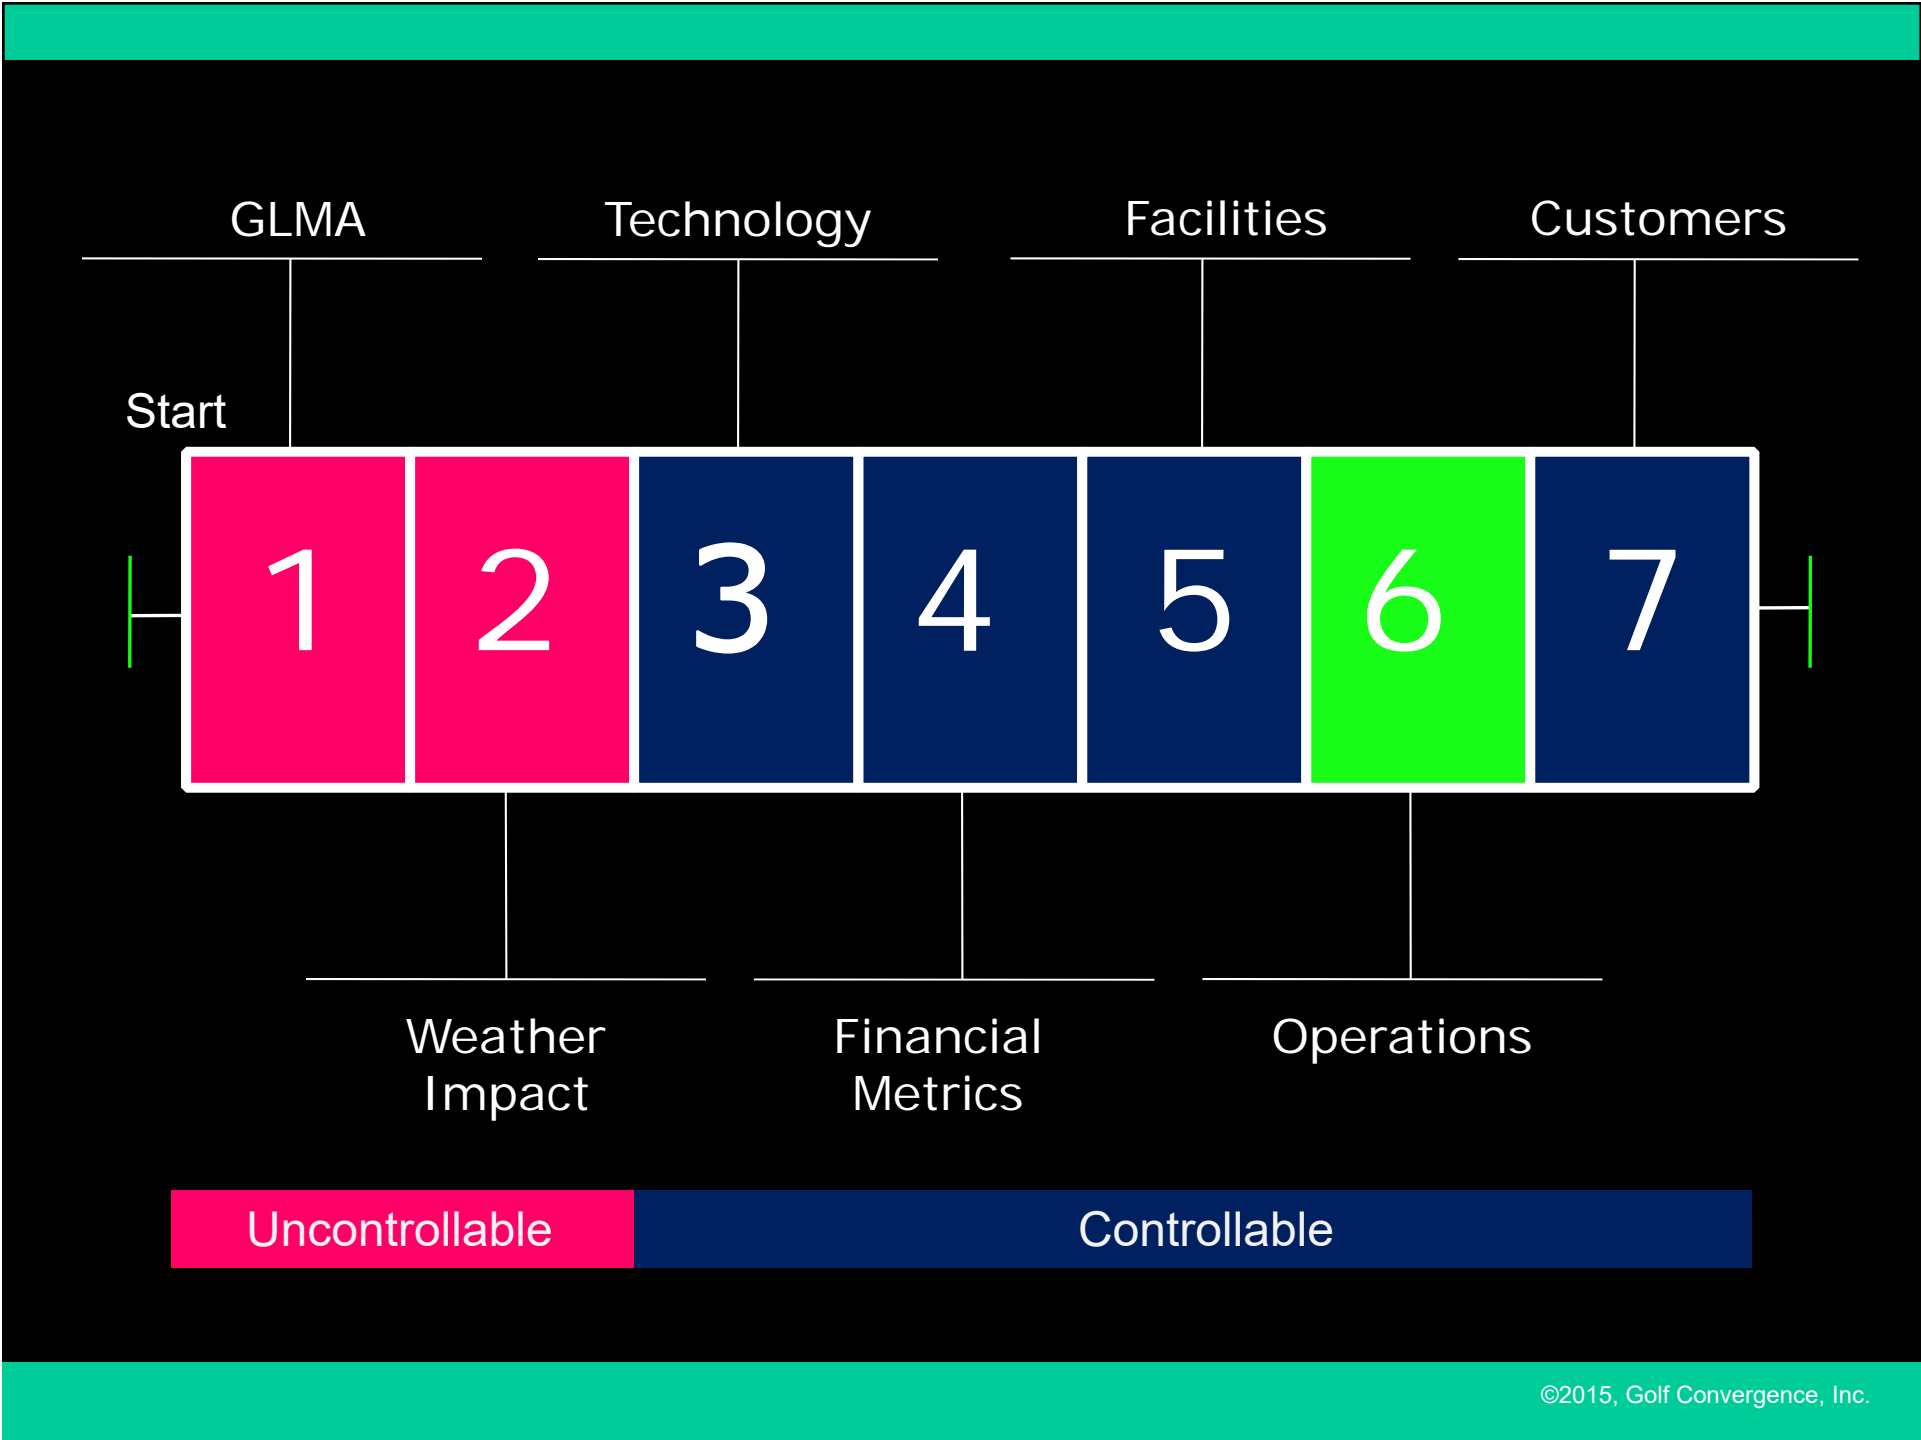 GLMA
Technology
Facilities
Customers
Start
1
2
3
4
5
6
7
Weather
Impact
Financial
Metrics
Operations
Uncontrollable
Controllable
©2015, Golf Convergence, Inc.